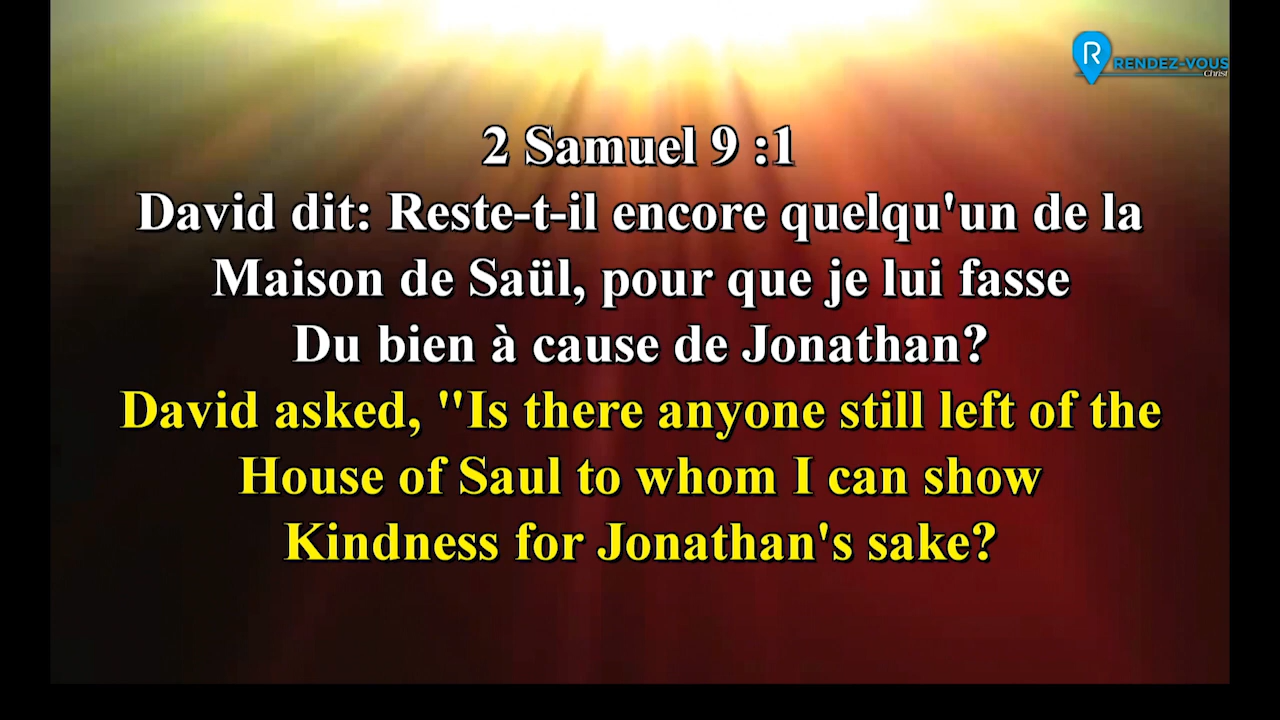 R RENDEZ-VOUS
Christ
2 Samuel 9 :1
David dit: Reste-t-il encore quelqu'un de la
Maison de Saül, pour que je lui fasse
Du bien à cause de Jonathan?
David asked, "Is there anyone still left of the
House of Saul to whom I can show
Kindness for Jonathan's sake?